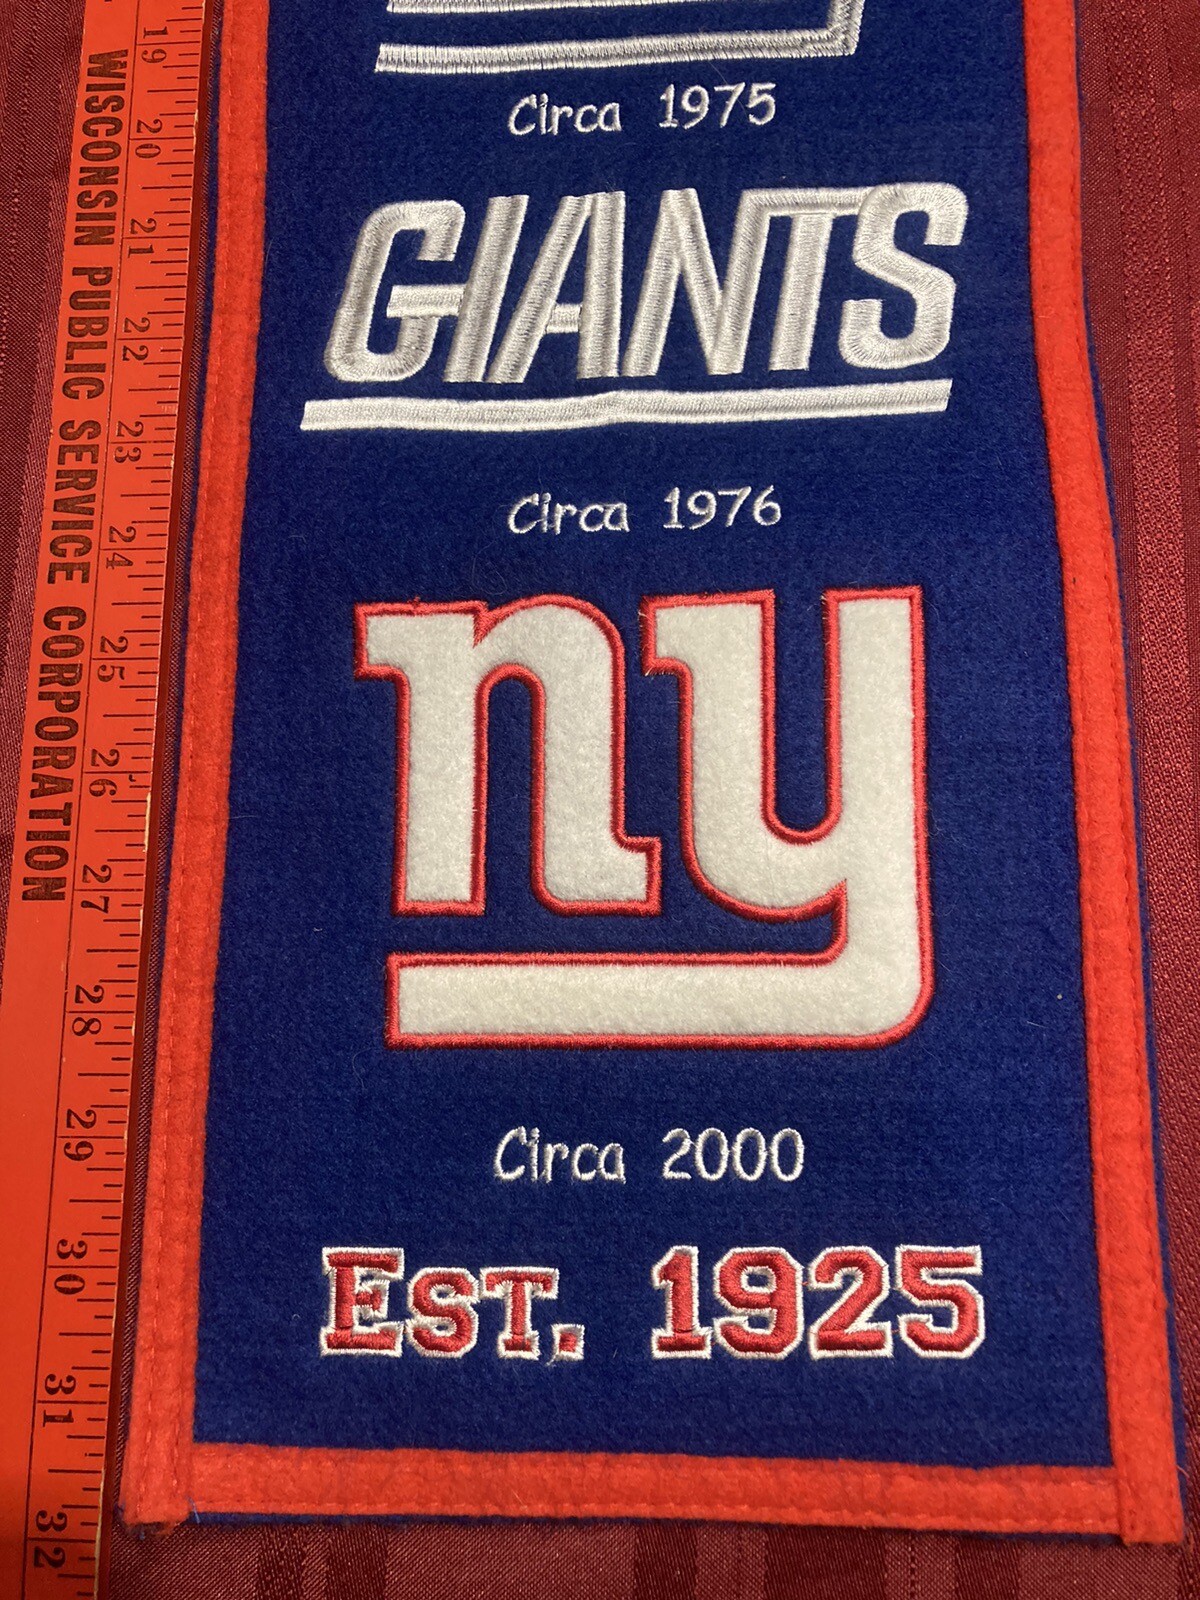 Circa 1975
GIANTS
Circa 1976
ny
Circa 2000
EST. 1925
WISCONSIN PUBLIC SERVICE CORPORATION
19 20 21 22 23 24 25 26 27 28 29 30 31 32